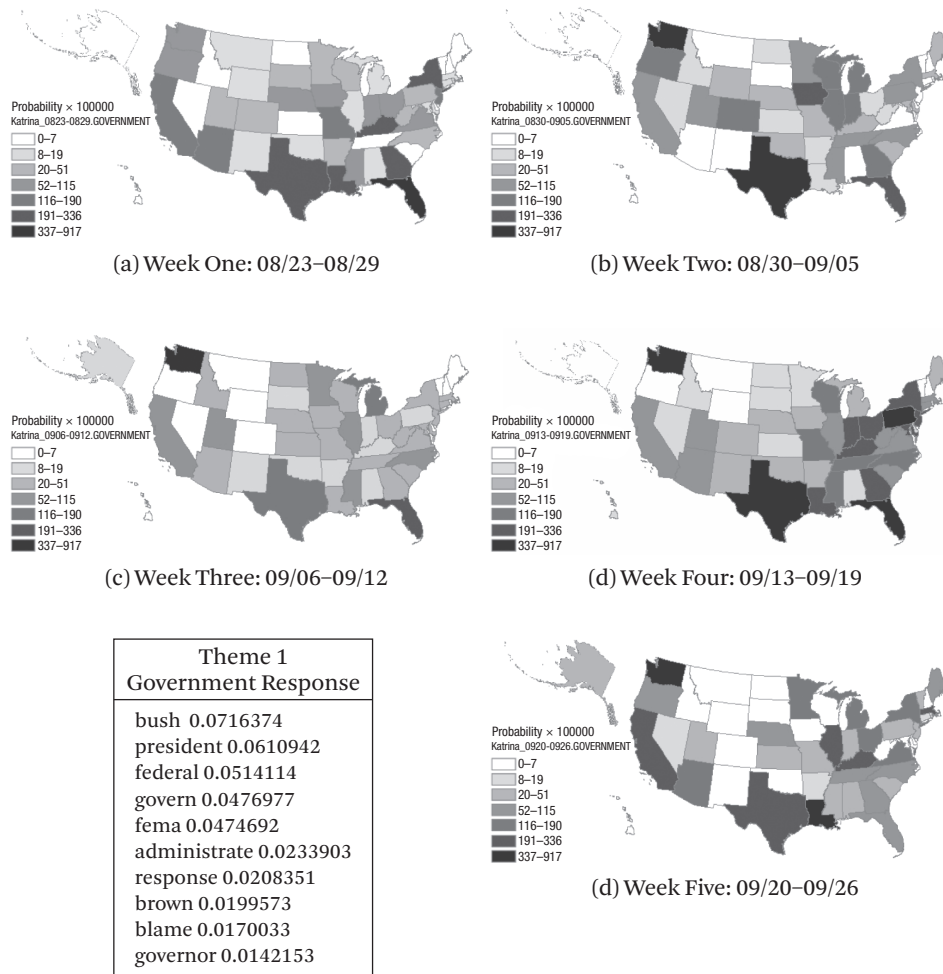 Probability × 100000
Katrina_0823-0829.GOVERNMENT
0–7
8–19
20–51
52–115
116–190
191–336
337–917
(a) Week One: 08/23–08/29
Probability × 100000
Katrina_0830-0905.GOVERNMENT
0–7
8–19
20–51
52–115
116–190
191–336
337–917
(b) Week Two: 08/30–09/05
Probability × 100000
Katrina_0906-0912.GOVERNMENT
0–7
8–19
20–51
52–115
116–190
191–336
337–917
(c) Week Three: 09/06–09/12
Probability × 100000
Katrina_0913-0919.GOVERNMENT
0–7
8–19
20–51
52–115
116–190
191–336
337–917
(d) Week Four: 09/13–09/19
Theme 1
Government Response
bush 0.0716374
president 0.0610942
federal 0.0514114
govern 0.0476977
fema 0.0474692
administrate 0.0233903
response 0.0208351
brown 0.0199573
blame 0.0170033
governor 0.0142153
Probability × 100000
Katrina_0920-0926.GOVERNMENT
0–7
8–19
20–51
52–115
116–190
191–336
337–917
(d) Week Five: 09/20–09/26